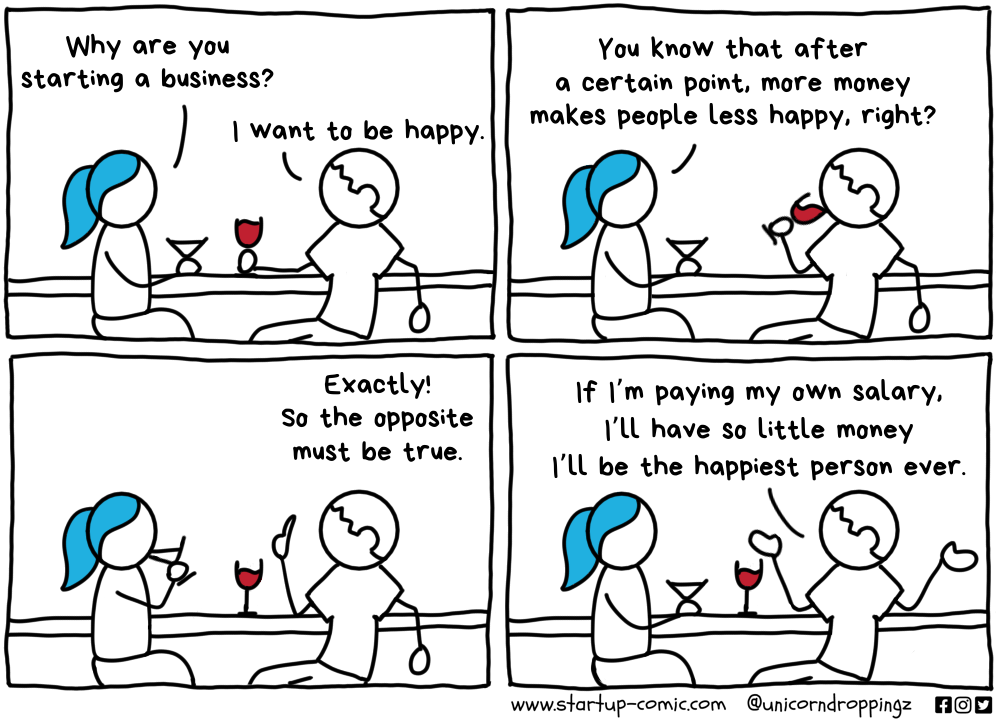 Why are you
starting a business?
I want to be happy.
You know that after
a certain point, more money
makes people less happy, right?
Exactly!
So the opposite
must be true.
If I'm paying my own salary,
I'll have so little money
I'll be the happiest person ever.
www.startup-comic.com @unicorndroppingz